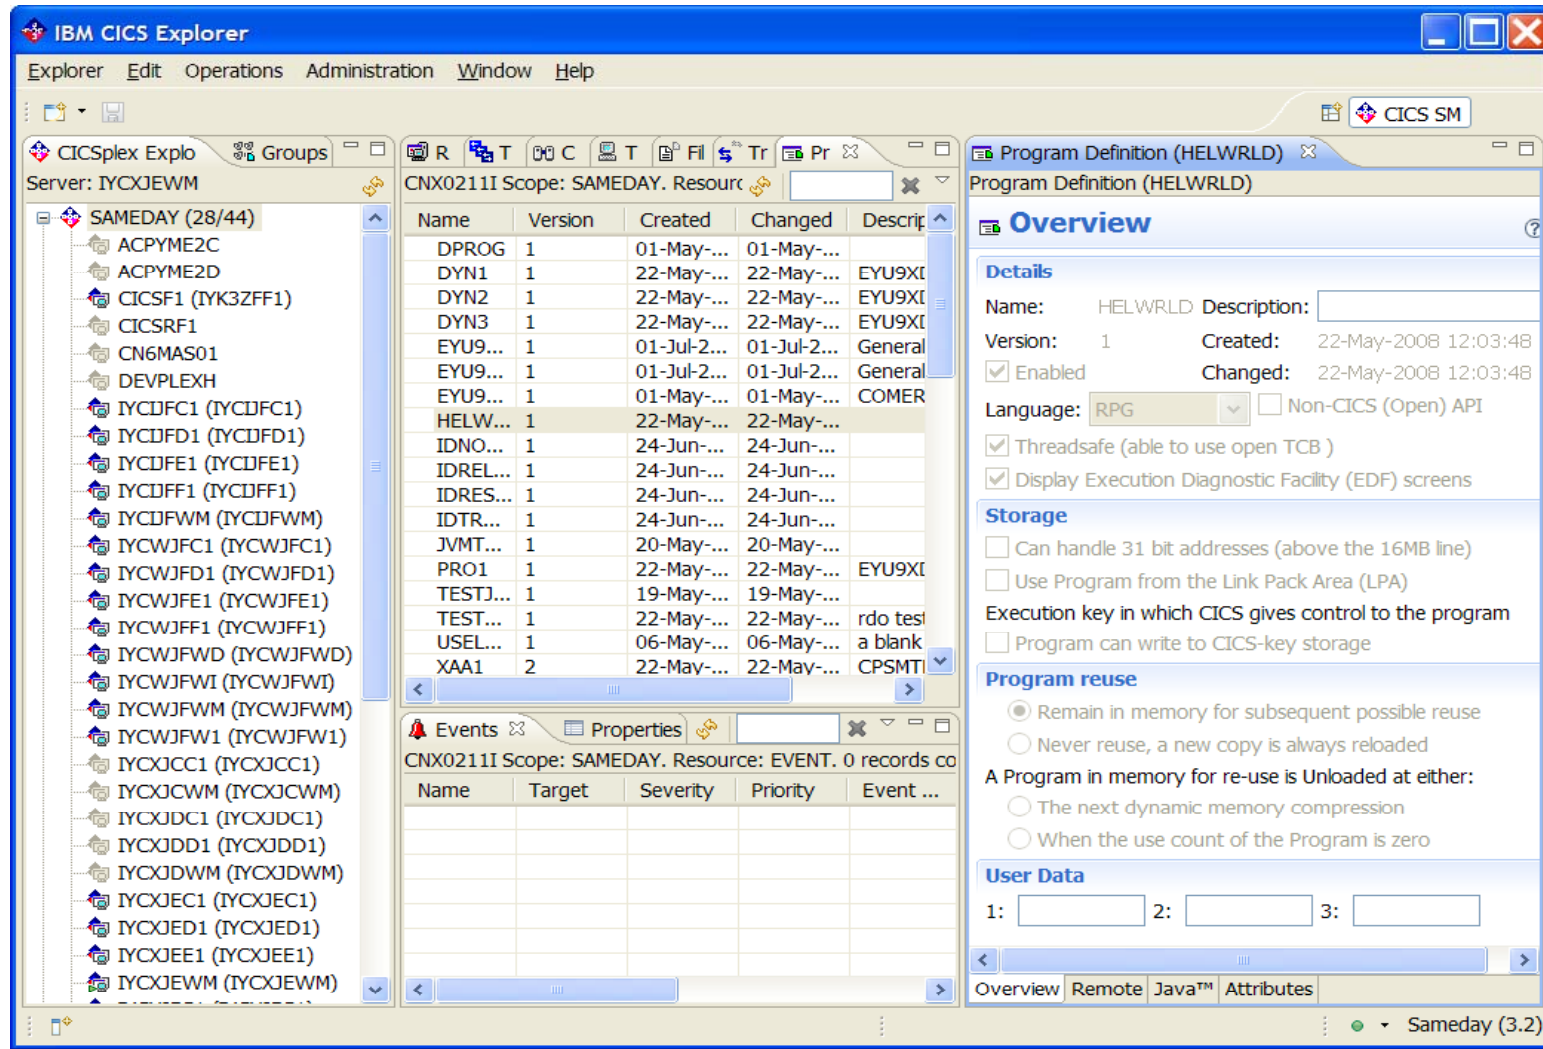 IBM CICS Explorer
Explorer Edit Operations Administration Window Help
CICS SM
CICSplex Explo Groups
Server: IYCXJEWM
SAMEDAY (28/44)
ACPYME2C
ACPYME2D
CICSF1 (IYK3ZFF1)
CICSRF1
CN6MAS01
DEVPLEXH
IYCIJFC1 (IYCIJFC1)
IYCIJFD1 (IYCIJFD1)
IYCIJFE1 (IYCIJFE1)
IYCIJFF1 (IYCIJFF1)
IYCIJFWM (IYCIJFWM)
IYCWJFC1 (IYCWJFC1)
IYCWJFD1 (IYCWJFD1)
IYCWJFE1 (IYCWJFE1)
IYCWJFF1 (IYCWJFF1)
IYCWJFWD (IYCWJFWD)
IYCWJFWI (IYCWJFWI)
IYCWJFWM (IYCWJFWM)
IYCWJFW1 (IYCWJFW1)
IYCXJCC1 (IYCXJCC1)
IYCXJCWM (IYCXJCWM)
IYCXJDC1 (IYCXJDC1)
IYCXJDD1 (IYCXJDD1)
IYCXJDWM (IYCXJDWM)
IYCXJEC1 (IYCXJEC1)
IYCXJED1 (IYCXJED1)
IYCXJEE1 (IYCXJEE1)
IYCXJEWM (IYCXJEWM)
R T C T Fil Tr Pr
CNX0211I Scope: SAMEDAY. Resourc
Name Version Created Changed Descrip
DPROG 1 01-May-... 01-May-...
DYN1 1 22-May-... 22-May-... EYU9XD
DYN2 1 22-May-... 22-May-... EYU9XD
DYN3 1 22-May-... 22-May-... EYU9XD
EYU9... 1 01-Jul-2... 01-Jul-2... General
EYU9... 1 01-Jul-2... 01-Jul-2... General
EYU9... 1 01-May-... 01-May-... COMER
HELW... 1 22-May-... 22-May-...
IDNO... 1 24-Jun-... 24-Jun-...
IDREL... 1 24-Jun-... 24-Jun-...
IDRES... 1 24-Jun-... 24-Jun-...
IDTR... 1 24-Jun-... 24-Jun-...
JVMT... 1 20-May-... 20-May-...
PRO1 1 22-May-... 22-May-... EYU9XD
TESTJ... 1 19-May-... 19-May-...
TEST... 1 22-May-... 22-May-... rdo test
USEL... 1 06-May-... 06-May-... a blank
XAA1 2 22-May-... 22-May-... CPSMT
Events Properties
CNX0211I Scope: SAMEDAY. Resource: EVENT. 0 records co
Name Target Severity Priority Event ...
Program Definition (HELWRLD)
Program Definition (HELWRLD)
Overview
Details
Name: HELWRLD Description:
Version: 1 Created: 22-May-2008 12:03:48
Enabled Changed: 22-May-2008 12:03:48
Language: RPG Non-CICS (Open) API
Threadsafe (able to use open TCB )
Display Execution Diagnostic Facility (EDF) screens
Storage
Can handle 31 bit addresses (above the 16MB line)
Use Program from the Link Pack Area (LPA)
Execution key in which CICS gives control to the program
Program can write to CICS-key storage
Program reuse
Remain in memory for subsequent possible reuse
Never reuse, a new copy is always reloaded
A Program in memory for re-use is Unloaded at either:
The next dynamic memory compression
When the use count of the Program is zero
User Data
1: 2: 3:
Overview Remote Java™ Attributes
Sameday (3.2)